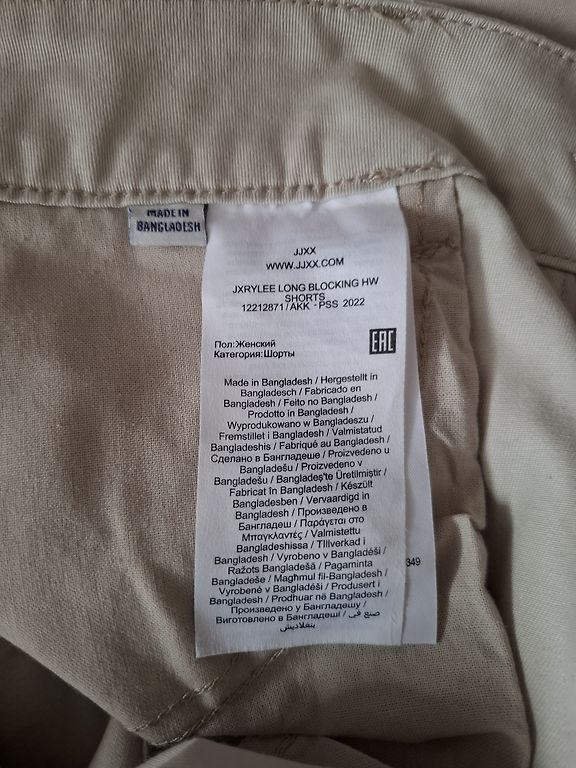 MADE IN
BANGLADESH
JJXX
WWW.JJXX.COM
JXRYLEE LONG BLOCKING HW
SHORTS
12212871/AKK - PSS 2022
EAC
Пол:Женский
Категория:Шорты
Made in Bangladesh / Hergestellt in
Bangladesch / Fabricado en
Bangladesh / Feito no Bangladesh /
Prodotto in Bangladesh /
Wyprodukowano w Bangladeszu /
Fremstillet i Bangladesh / Valmistatud
Bangladeshis / Fabriqué au Bangladesh /
Сделано в Бангладеше / Proizvedeno u
Bangladešu / Proizvedeno v
Bangladešu / Bangladeş'te Üretilmiştir /
Fabricat în Bangladesh / Készült
Bangladesben / Vervaardigd in
Bangladesh / Произведено в
Бангладеш / Παράγεται στο
Μπαγκλαντές / Valmistettu
Bangladeshissa / Tillverkad i
Bangladesh / Vyrobeno v Bangladéši /
Ražots Bangladešā / Pagaminta
Bangladeše / Magħmul fil-Bangladesh /
Vyrobené v Bangladéši / Produsert i
Bangladesh / Prodhuar në Bangladesh /
Произведено у Бангладешу /
Виготовлено в Бангладеші / صنع في
بنغلاديش
349